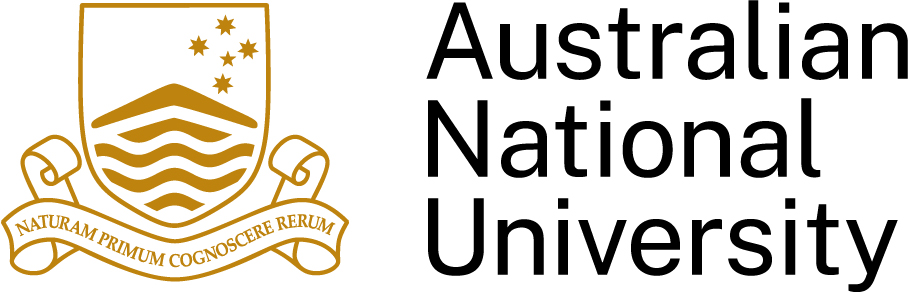 NATURAM PRIMUM COGNOSCERE RERUM
Australian
National
University